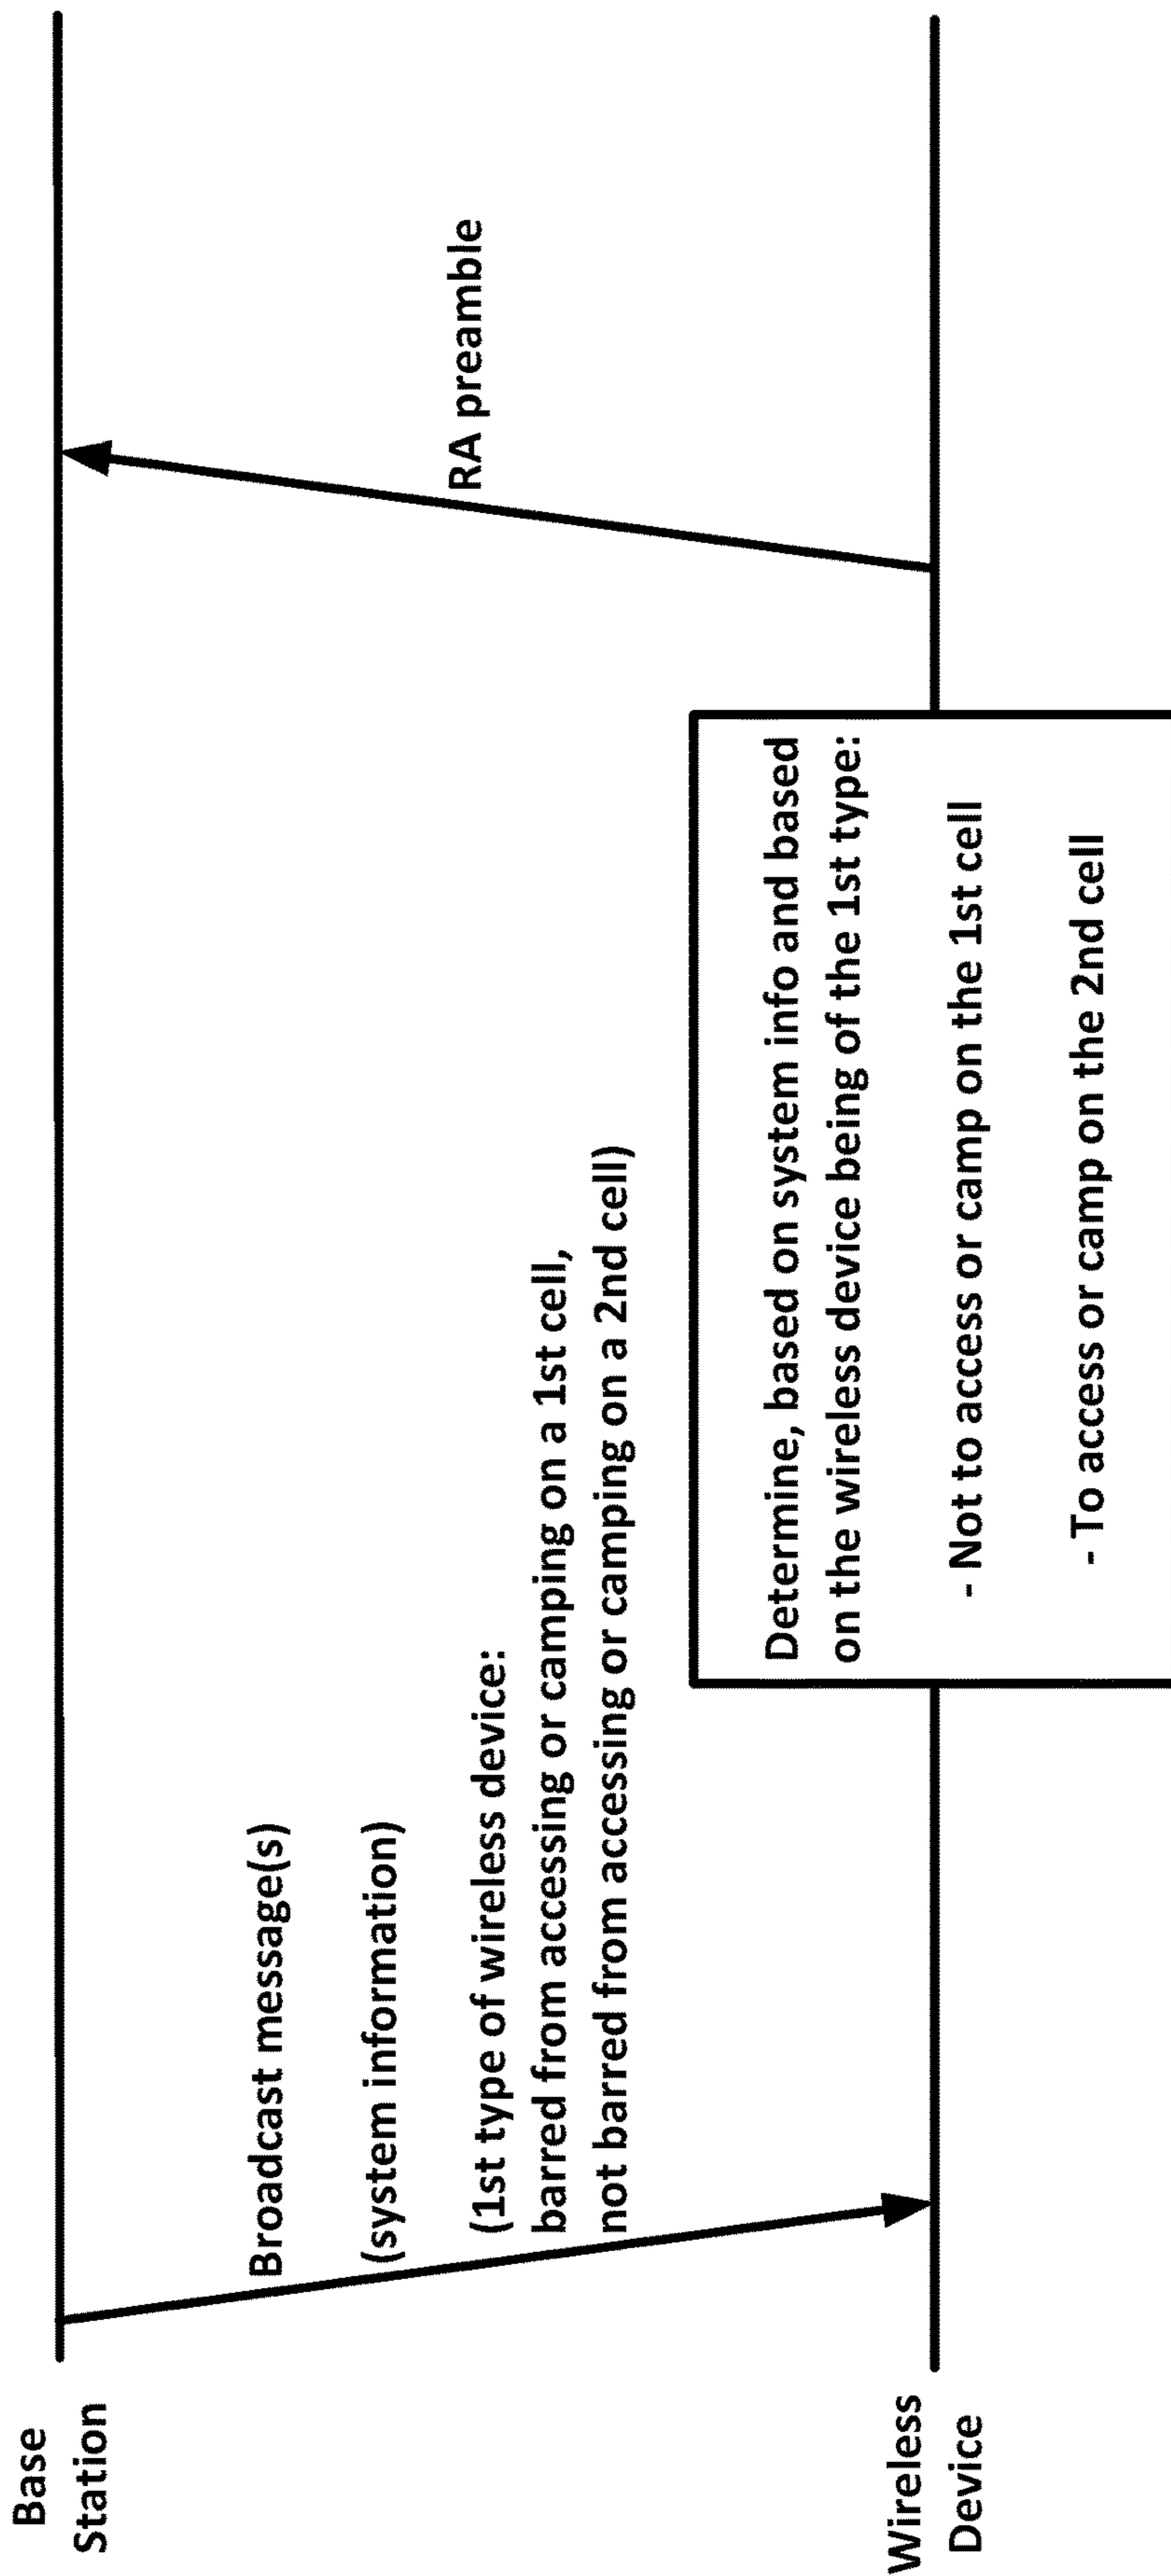 Base
Station
Broadcast message(s)
(system information)
(1st type of wireless device:
barred from accessing or camping on a 1st cell,
not barred from accessing or camping on a 2nd cell)
RA preamble
Wireless
Device
Determine, based on system info and based
on the wireless device being of the 1st type:
- Not to access or camp on the 1st cell
- To access or camp on the 2nd cell